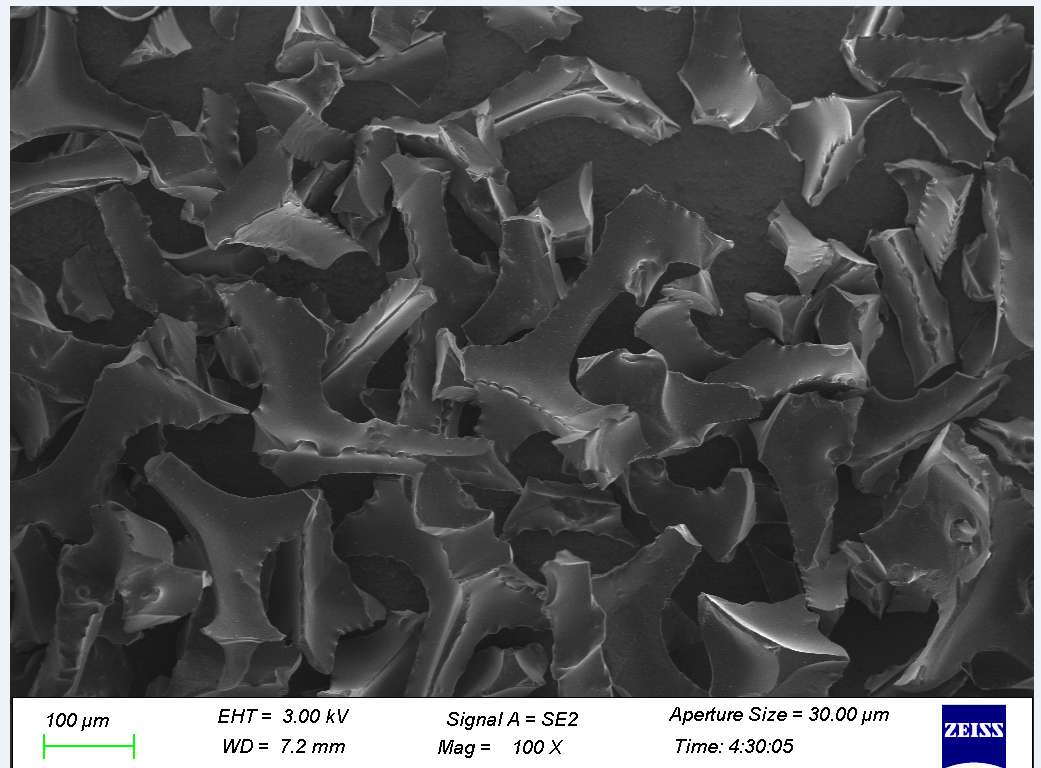 100 µm
EHT = 3.00 kV
Signal A = SE2
Aperture Size = 30.00 µm
ZEISS
WD = 7.2 mm
Mag = 100 X
Time: 4:30:05